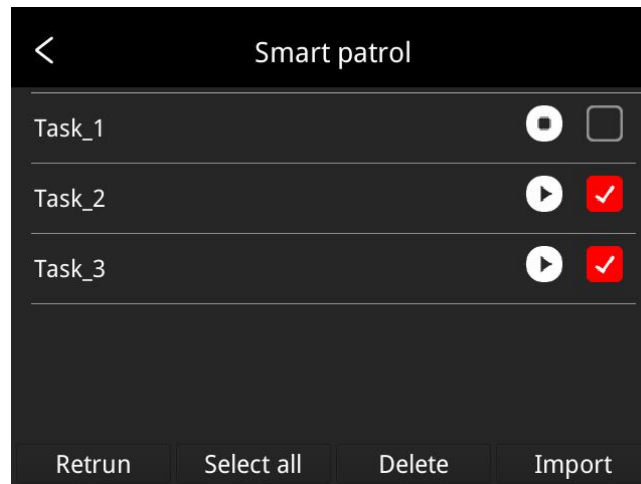 Smart patrol
Task_1
Task_2
Task_3
Retrun Select all Delete Import